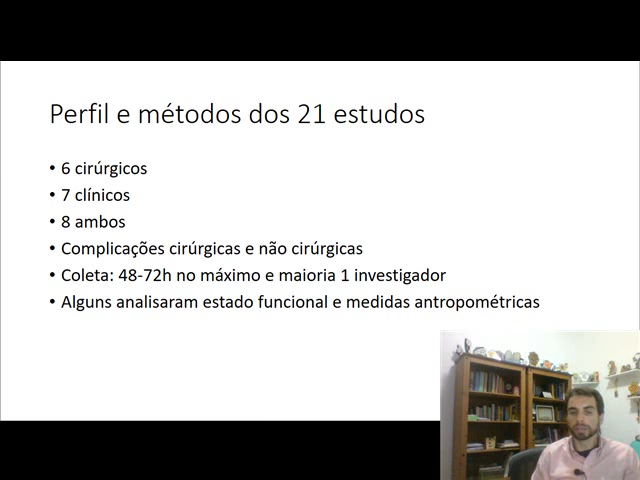 Perfil e métodos dos 21 estudos
• 6 cirúrgicos
• 7 clínicos
• 8 ambos
• Complicações cirúrgicas e não cirúrgicas
• Coleta: 48-72h no máximo e maioria 1 investigador
• Alguns analisaram estado funcional e medidas antropométricas